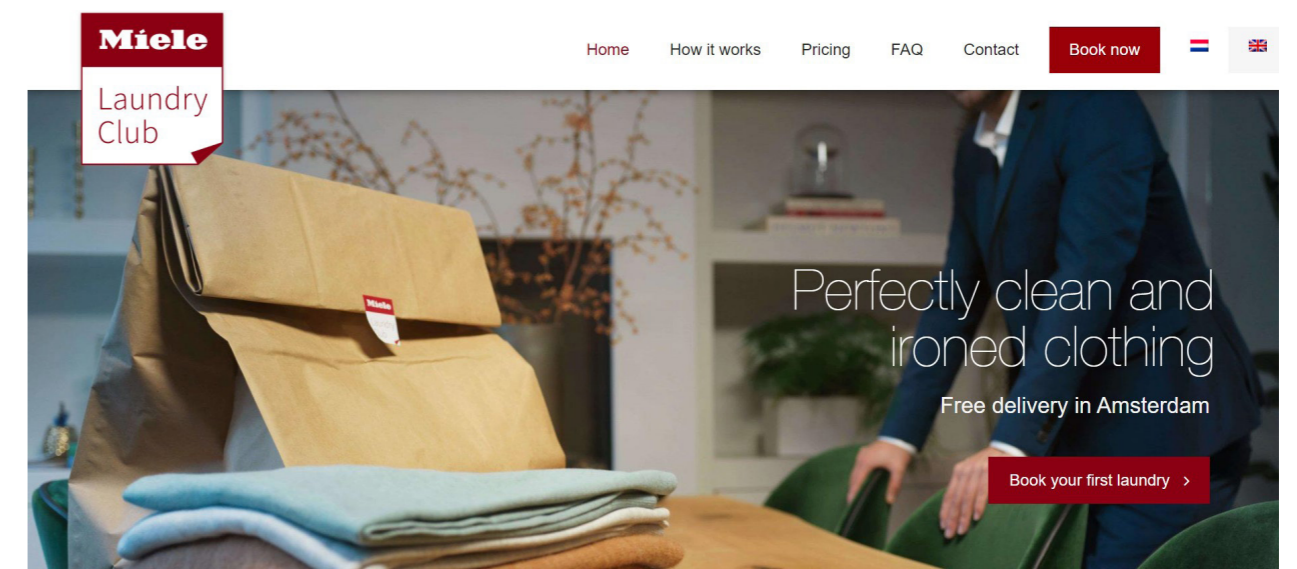 Miele
Laundry
Club
Home How it works Pricing FAQ Contact Book now
Miele
Perfectly clean and
ironed clothing
Free delivery in Amsterdam
Book your first laundry >